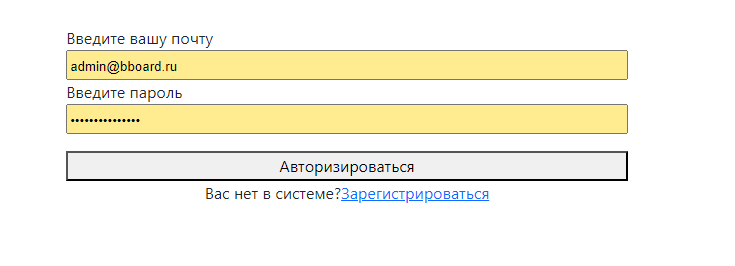 Введите вашу почту
admin@bboard.ru
Введите пароль
•••••••••••••••
Авторизироваться
Вас нет в системе?Зарегистрироваться